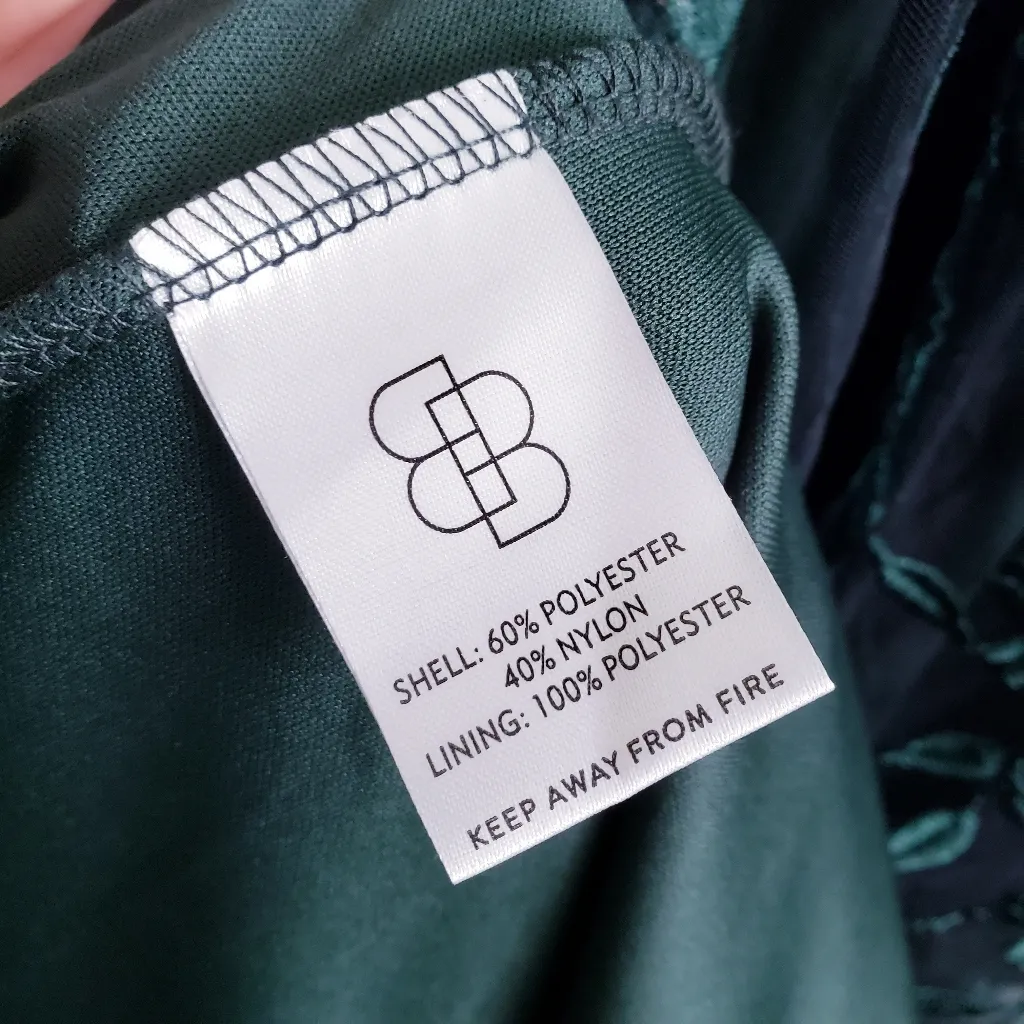 SHELL: 60% POLYESTER
40% NYLON
LINING: 100% POLYESTER
KEEP AWAY FROM FIRE